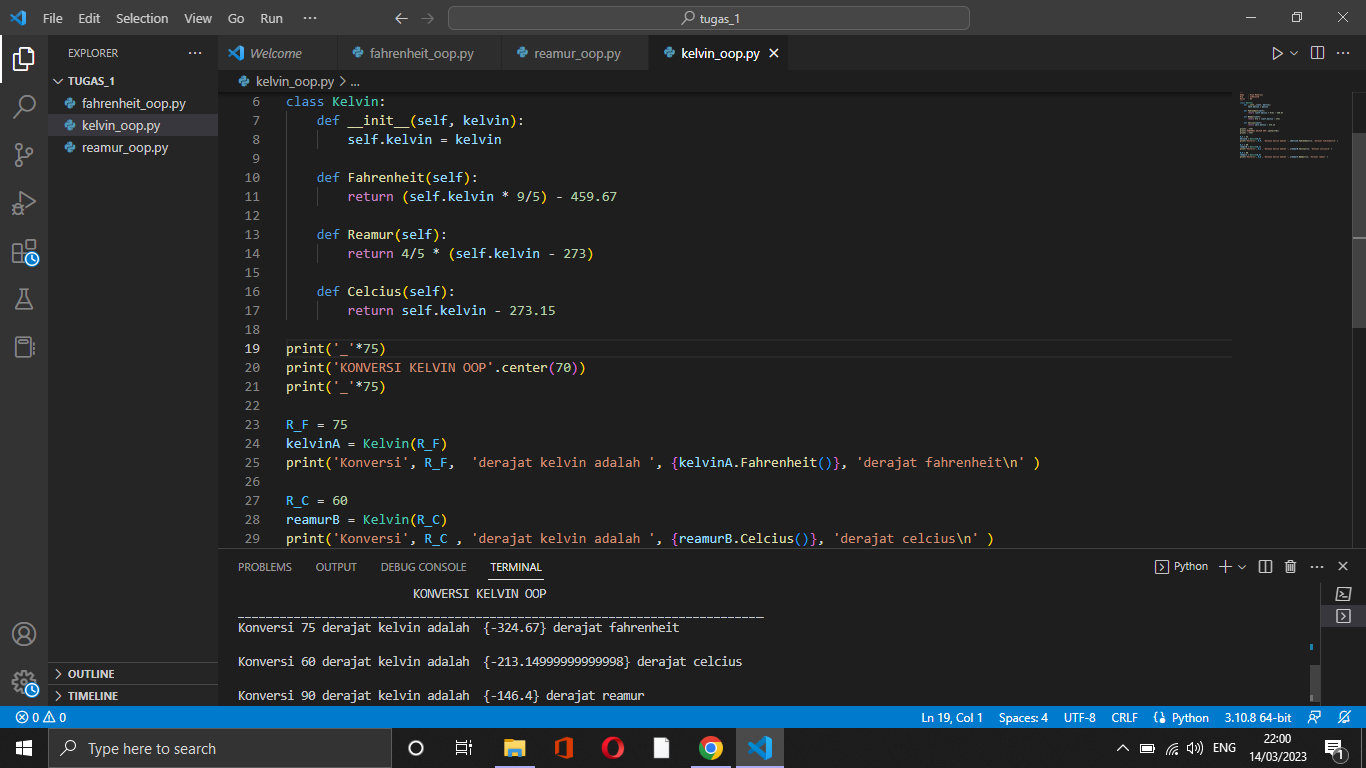 File Edit Selection View Go Run ··· tugas_1
EXPLORER ···
TUGAS_1
fahrenheit_oop.py
kelvin_oop.py
reamur_oop.py
OUTLINE
TIMELINE
Welcome fahrenheit_oop.py reamur_oop.py kelvin_oop.py
kelvin_oop.py > ...
6 class Kelvin:
7 def __init__(self, kelvin):
8 self.kelvin = kelvin
9
10 def Fahrenheit(self):
11 return (self.kelvin * 9/5) - 459.67
12
13 def Reamur(self):
14 return 4/5 * (self.kelvin - 273)
15
16 def Celcius(self):
17 return self.kelvin - 273.15
18
19 print('_'*75)
20 print('KONVERSI KELVIN OOP'.center(70))
21 print('_'*75)
22
23 R_F = 75
24 kelvinA = Kelvin(R_F)
25 print('Konversi', R_F,  'derajat kelvin adalah ', {kelvinA.Fahrenheit()}, 'derajat fahrenheit\n' )
26
27 R_C = 60
28 reamurB = Kelvin(R_C)
29 print('Konversi', R_C , 'derajat kelvin adalah ', {reamurB.Celcius()}, 'derajat celcius\n' )
PROBLEMS OUTPUT DEBUG CONSOLE TERMINAL Python
KONVERSI KELVIN OOP
___________________________________________________________________________
Konversi 75 derajat kelvin adalah  {-324.67} derajat fahrenheit
Konversi 60 derajat kelvin adalah  {-213.14999999999998} derajat celcius
Konversi 90 derajat kelvin adalah  {-146.4} derajat reamur
0 0 Ln 19, Col 1 Spaces: 4 UTF-8 CRLF Python 3.10.8 64-bit
Type here to search ENG 22:00
14/03/2023 1